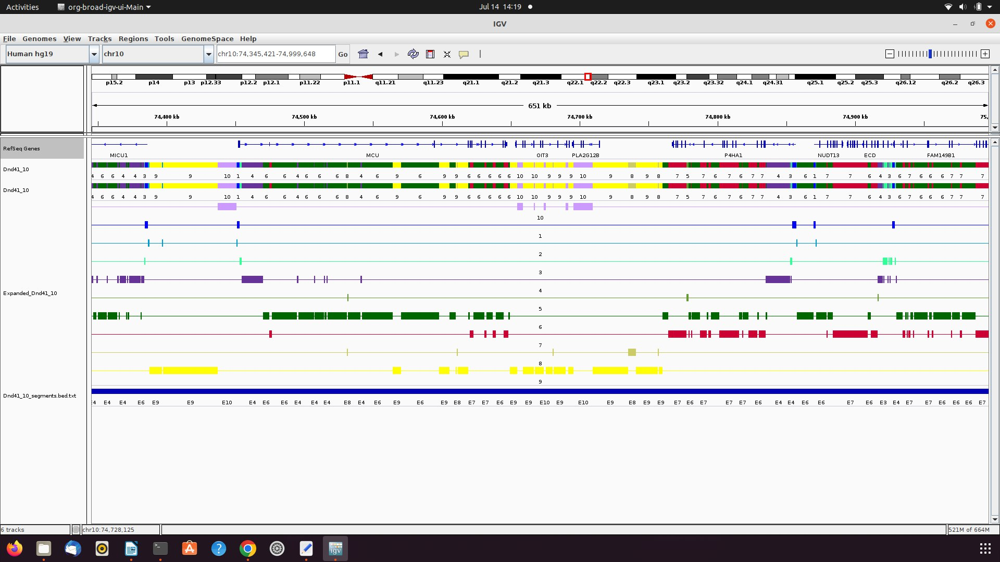 Activities org-broad-igv-ui-Main Jul 14 14:19
IGV
File Genomes View Tracks Regions Tools GenomeSpace Help
Human hg19 chr10 chr10:74,345,421-74,999,648 Go
p15.2 p14 p13 p12.33 p12.2 p12.1 p11.22 p11.1 q11.21 q11.23 q21.1 q21.2 q21.3 q22.1 q22.2 q22.3 q23.1 q23.2 q23.32 q24.1 q24.31 q25.1 q25.2 q25.3 q26.12 q26.2 q26.3
651 kb
74,400 kb 74,500 kb 74,600 kb 74,700 kb 74,800 kb 74,900 kb 75,
RefSeq Genes
MICU1 MCU OIT3 PLA2G12B P4HA1 NUDT13 ECD FAM149B1
Dnd41_10
4 6 6 4 4 3 9 9 10 1 4 6 6 4 6 6 8 4 6 9 6 9 9 6 6 6 6 6 10 10 9 9 9 10 9 8 9 8 7 5 7 6 7 6 7 7 4 3 6 1 7 7 6 4 3 6 7 6 6 6 7 7 7
Dnd41_10
4 6 6 4 4 3 9 9 10 1 4 6 6 4 6 6 8 4 6 9 6 9 9 6 6 6 6 6 10 10 9 9 9 10 9 8 9 8 7 5 7 6 7 6 7 7 4 3 6 1 7 7 6 4 3 6 7 6 6 6 7 7 7
10
1
2
3
Expanded_Dnd41_10
4
5
6
7
8
9
Dnd41_10_segments.bed.txt
E4 E4 E4 E6 E9 E9 E10 E4 E6 E6 E4 E4 E4 E8 E4 E6 E9 E6 E9 E8 E7 E7 E6 E9 E9 E10 E9 E10 E9 E8 E9 E9 E7 E6 E7 E7 E7 E6 E4 E4 E6 E6 E7 E6 E3 E4 E7 E7 E6 E6 E6 E7
6 tracks chr10:74,728,125 521M of 664M
igv